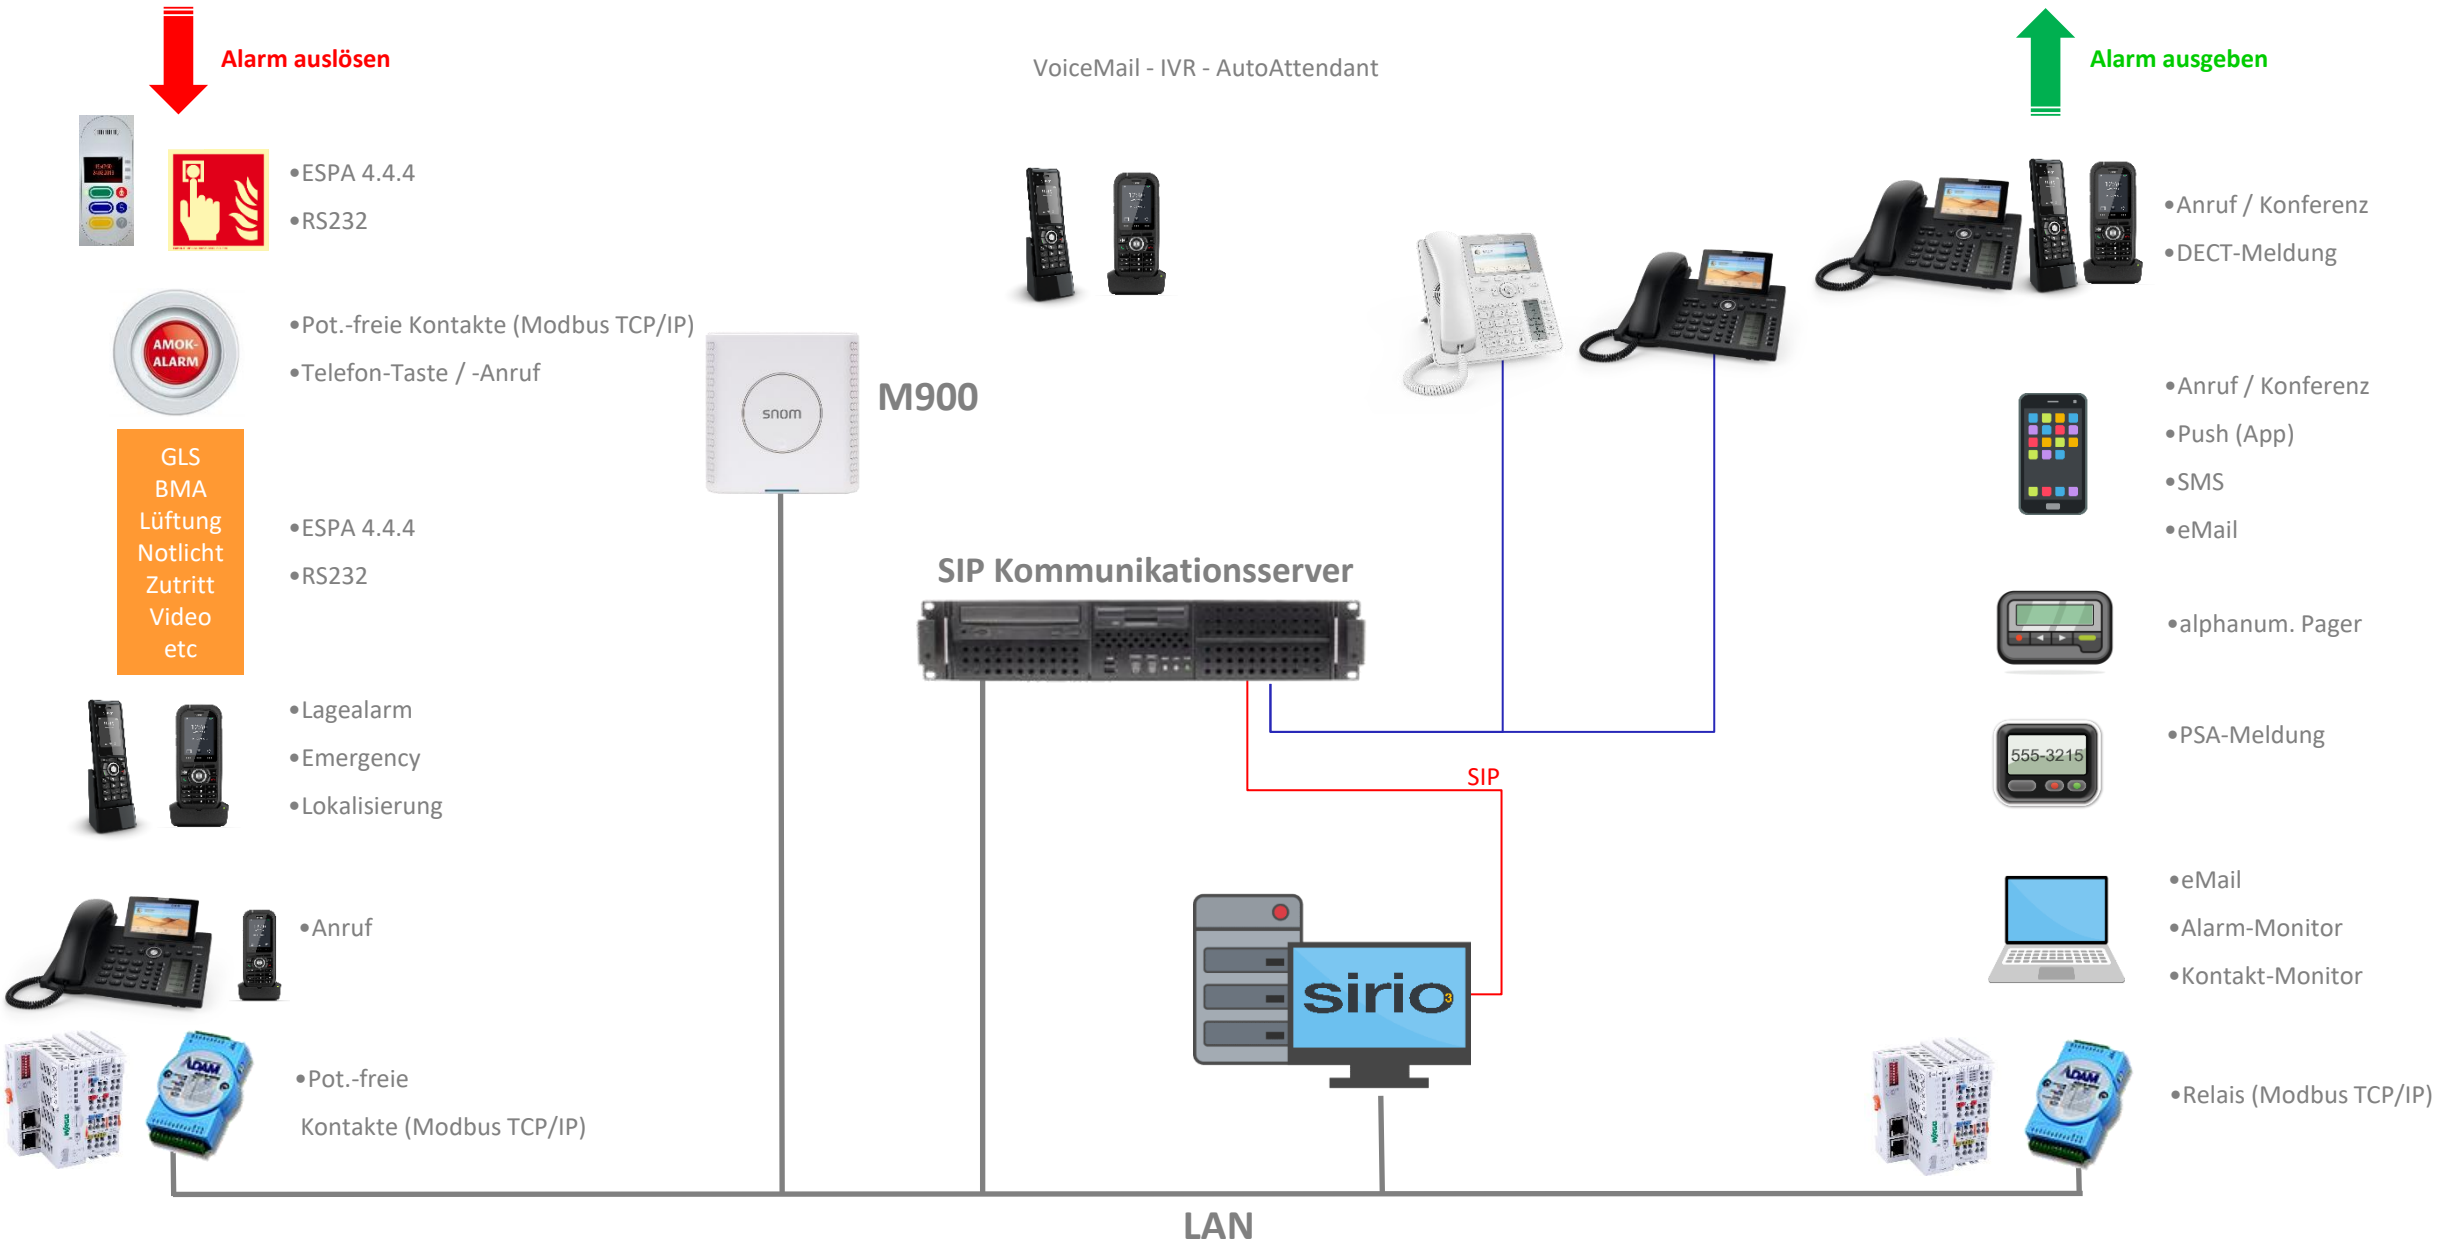 Alarm auslösen
VoiceMail - IVR - AutoAttendant
Alarm ausgeben
•ESPA 4.4.4
•RS232
•Pot.-freie Kontakte (Modbus TCP/IP)
•Telefon-Taste / -Anruf
AMOK-
ALARM
GLS
BMA
Lüftung
Notlicht
Zutritt
Video
etc
•ESPA 4.4.4
•RS232
•Lagealarm
•Emergency
•Lokalisierung
•Anruf
ADAM
•Pot.-freie
Kontakte (Modbus TCP/IP)
snom
M900
SIP Kommunikationsserver
SIP
sirio3
LAN
•Anruf / Konferenz
•DECT-Meldung
•Anruf / Konferenz
•Push (App)
•SMS
•eMail
•alphanum. Pager
555-3215
•PSA-Meldung
•eMail
•Alarm-Monitor
•Kontakt-Monitor
ADAM
•Relais (Modbus TCP/IP)